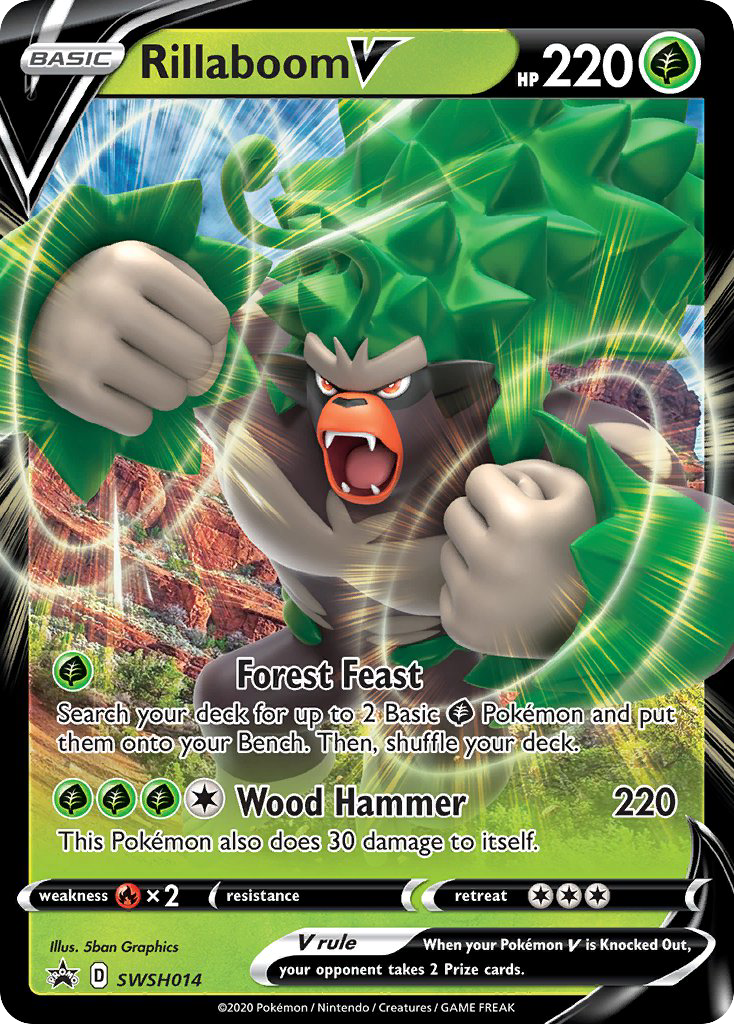 BASIC Rillaboom V HP 220
Forest Feast
Search your deck for up to 2 Basic Pokémon and put
them onto your Bench. Then, shuffle your deck.
Wood Hammer 220
This Pokémon also does 30 damage to itself.
weakness ×2 resistance retreat
Illus. 5ban Graphics
V rule When your Pokémon V is Knocked Out,
your opponent takes 2 Prize cards.
PROMO D SWSH014
©2020 Pokémon / Nintendo / Creatures / GAME FREAK